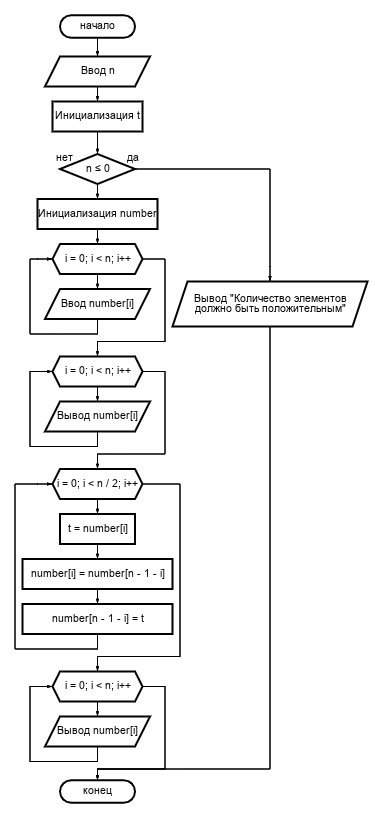 начало
Ввод n
Инициализация t
нет
да
n ≤ 0
Инициализация number
i = 0; i < n; i++
Ввод number[i]
Вывод "Количество элементов
должно быть положительным"
i = 0; i < n; i++
Вывод number[i]
i = 0; i < n / 2; i++
t = number[i]
number[i] = number[n - 1 - i]
number[n - 1 - i] = t
i = 0; i < n; i++
Вывод number[i]
конец